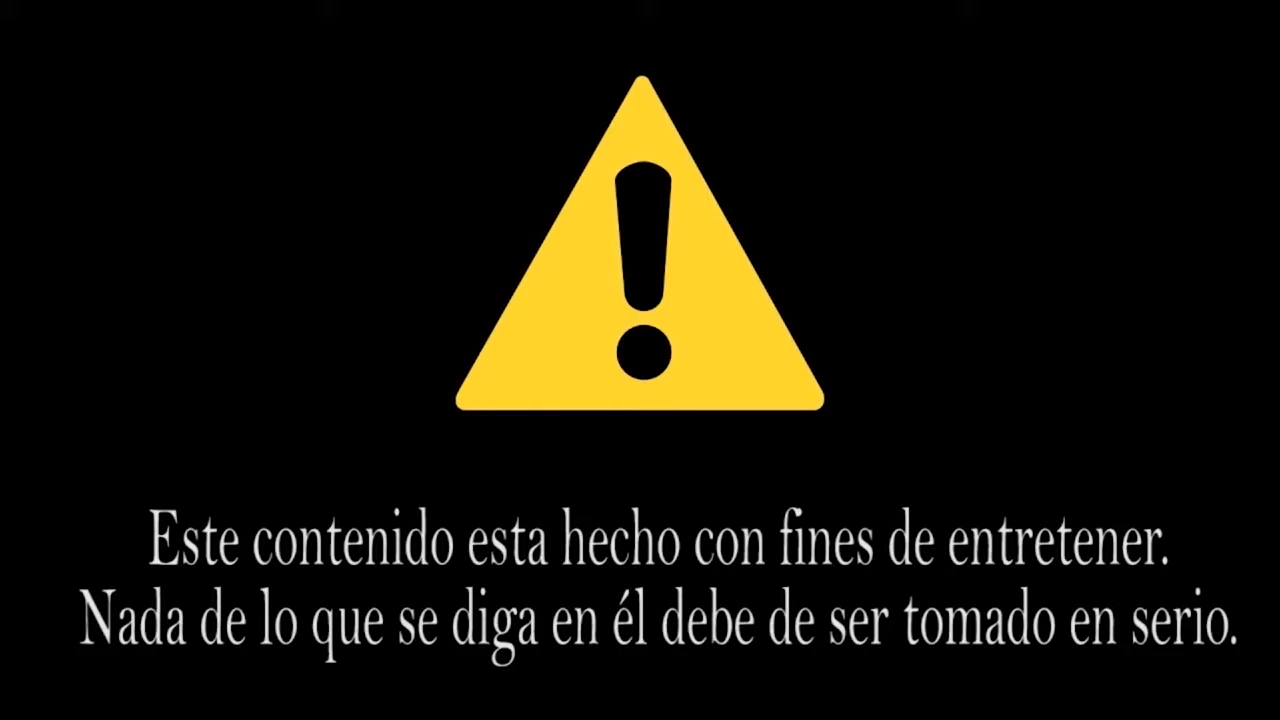 Este contenido esta hecho con fines de entretener.
Nada de lo que se diga en él debe de ser tomado en serio.